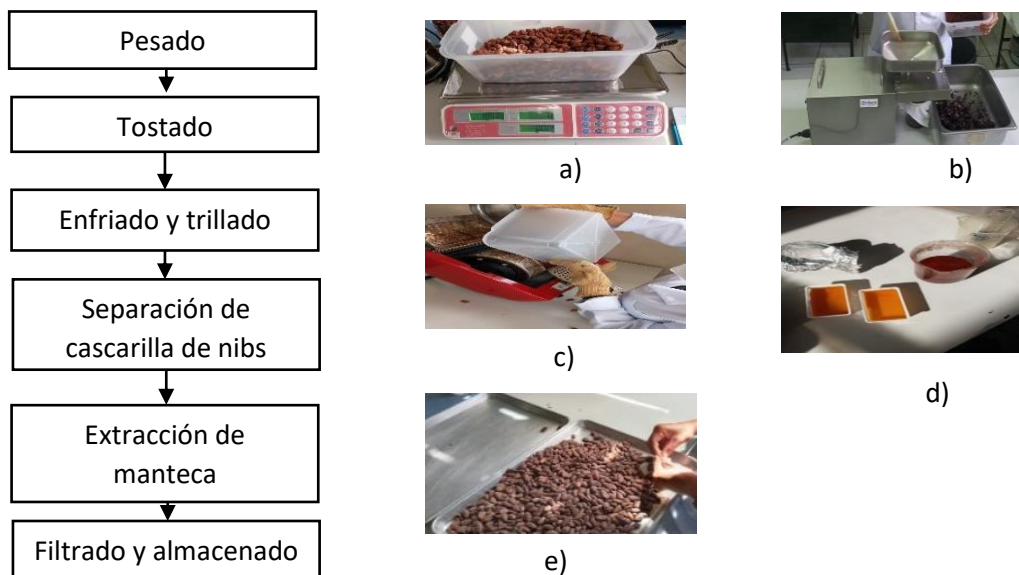 Pesado
Tostado
Enfriado y trillado
Separación de
cascarilla de nibs
Extracción de
manteca
Filtrado y almacenado
a)
b)
c)
d)
e)